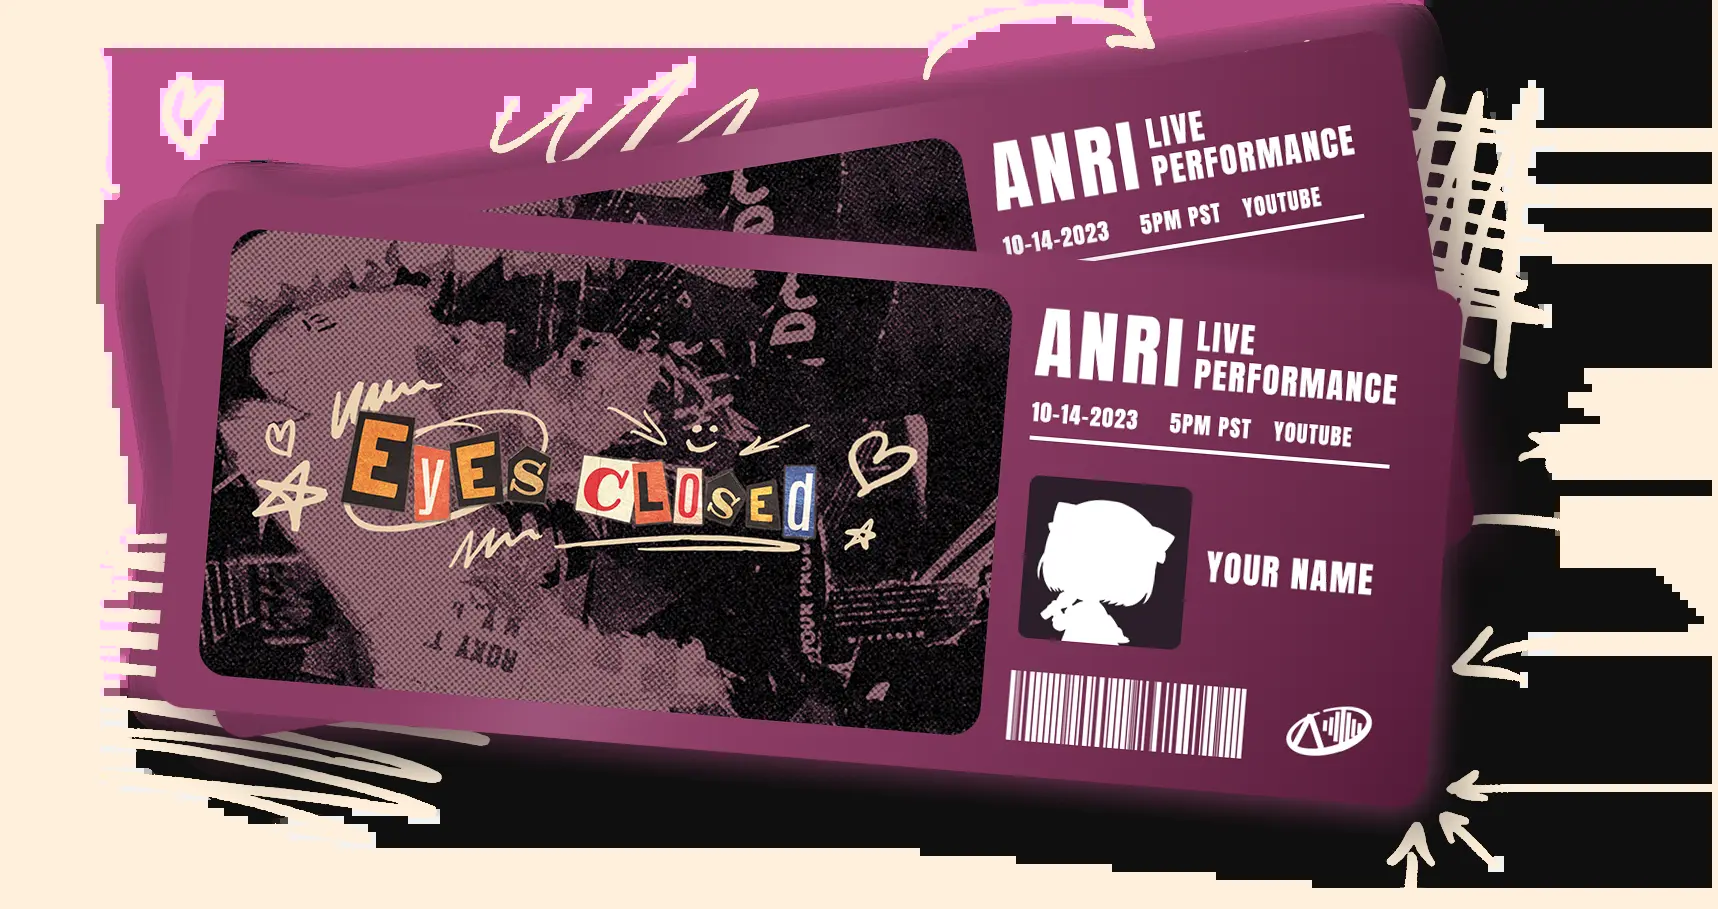 ANRI LIVE
PERFORMANCE
10-14-2023 5PM PST YOUTUBE
ANRI LIVE
PERFORMANCE
10-14-2023 5PM PST YOUTUBE
EyES CLOSED
YOUR NAME
ROXY T